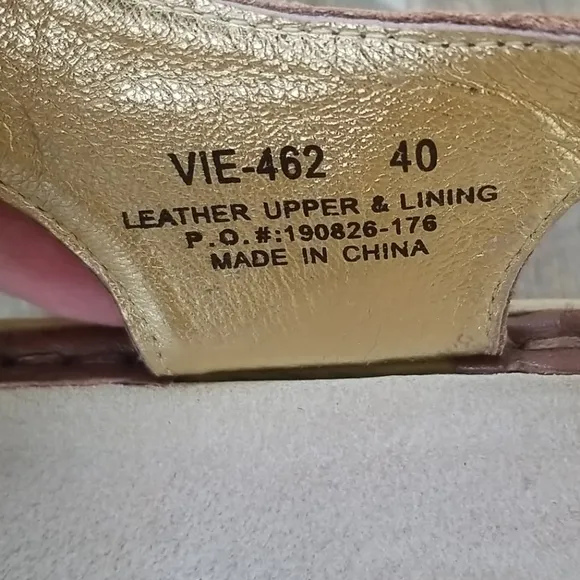 VIE-462 40
LEATHER UPPER & LINING
P.O.#:190826-176
MADE IN CHINA